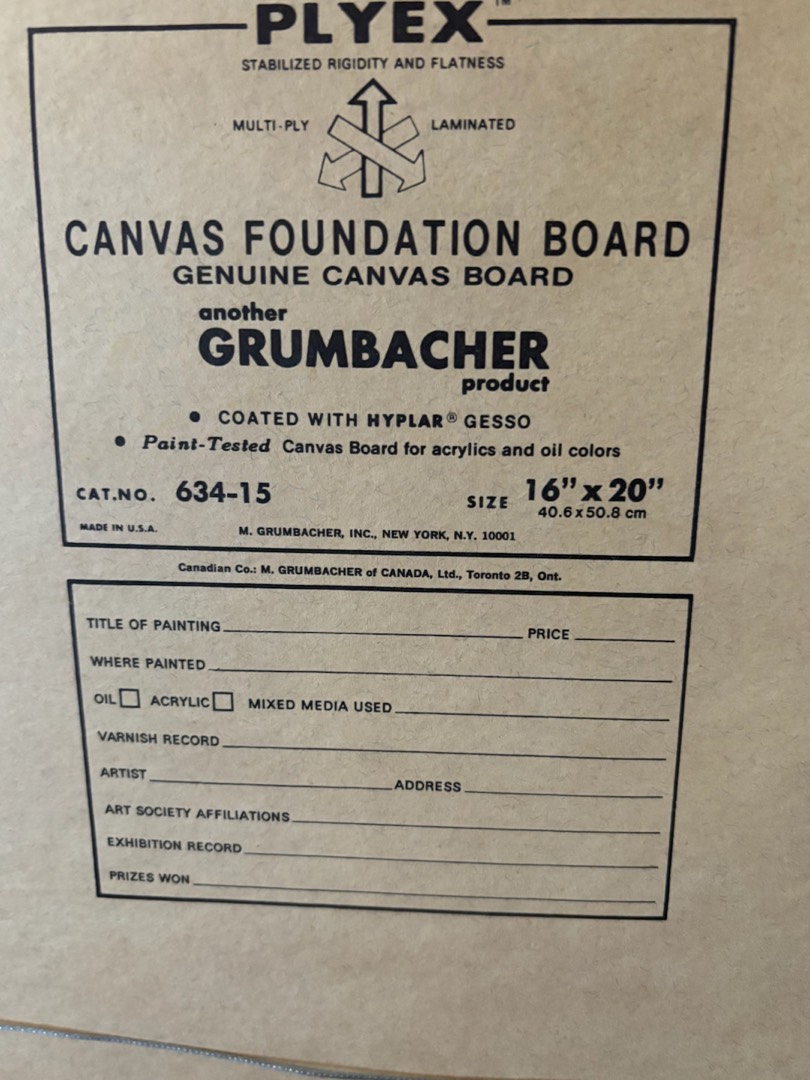 PLYEX™
STABILIZED RIGIDITY AND FLATNESS
MULTI-PLY LAMINATED
CANVAS FOUNDATION BOARD
GENUINE CANVAS BOARD
another
GRUMBACHER
product
• COATED WITH HYPLAR® GESSO
• Paint-Tested Canvas Board for acrylics and oil colors
CAT.NO. 634-15 SIZE 16” x 20”
40.6 x 50.8 cm
MADE IN U.S.A. M. GRUMBACHER, INC., NEW YORK, N.Y. 10001
Canadian Co.: M. GRUMBACHER of CANADA, Ltd., Toronto 2B, Ont.
TITLE OF PAINTING PRICE
WHERE PAINTED
OIL ACRYLIC MIXED MEDIA USED
VARNISH RECORD
ARTIST ADDRESS
ART SOCIETY AFFILIATIONS
EXHIBITION RECORD
PRIZES WON